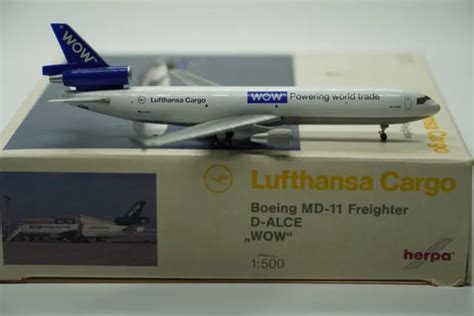 WOW
Lufthansa Cargo WOW Powering world trade
Lufthansa Cargo
Boeing MD-11 Freighter
D-ALCE
„WOW“
1:500
herpa